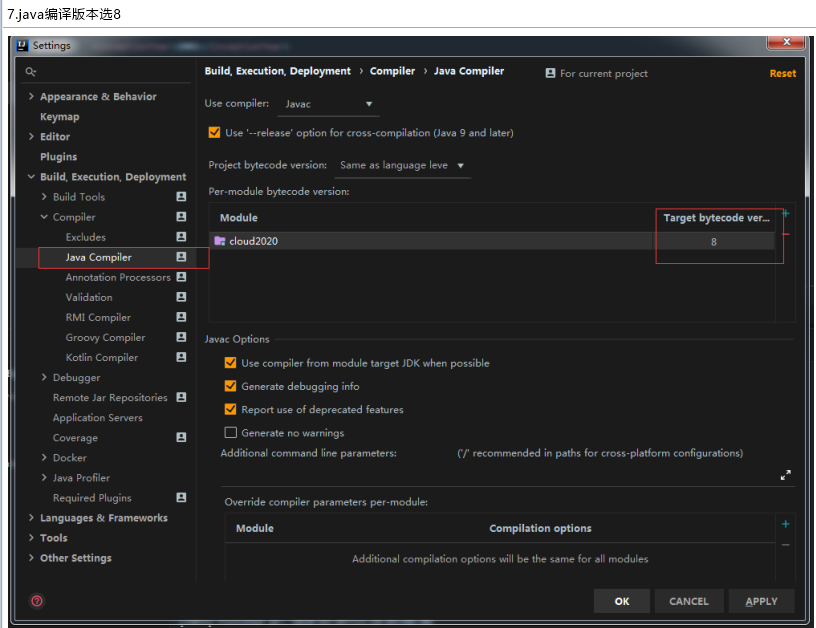 7.java编译版本选8
Settings
Build, Execution, Deployment › Compiler › Java Compiler
For current project
Reset
Appearance & Behavior
Keymap
Editor
Plugins
Build, Execution, Deployment
Build Tools
Compiler
Excludes
Java Compiler
Annotation Processors
Validation
RMI Compiler
Groovy Compiler
Kotlin Compiler
Debugger
Remote Jar Repositories
Application Servers
Coverage
Docker
Java Profiler
Required Plugins
Languages & Frameworks
Tools
Other Settings
Use compiler: Javac
Use '--release' option for cross-compilation (Java 9 and later)
Project bytecode version: Same as language leve
Per-module bytecode version:
Module Target bytecode ver...
cloud2020 8
Javac Options
Use compiler from module target JDK when possible
Generate debugging info
Report use of deprecated features
Generate no warnings
Additional command line parameters: ('/' recommended in paths for cross-platform configurations)
Override compiler parameters per-module:
Module Compilation options
Additional compilation options will be the same for all modules
OK CANCEL APPLY